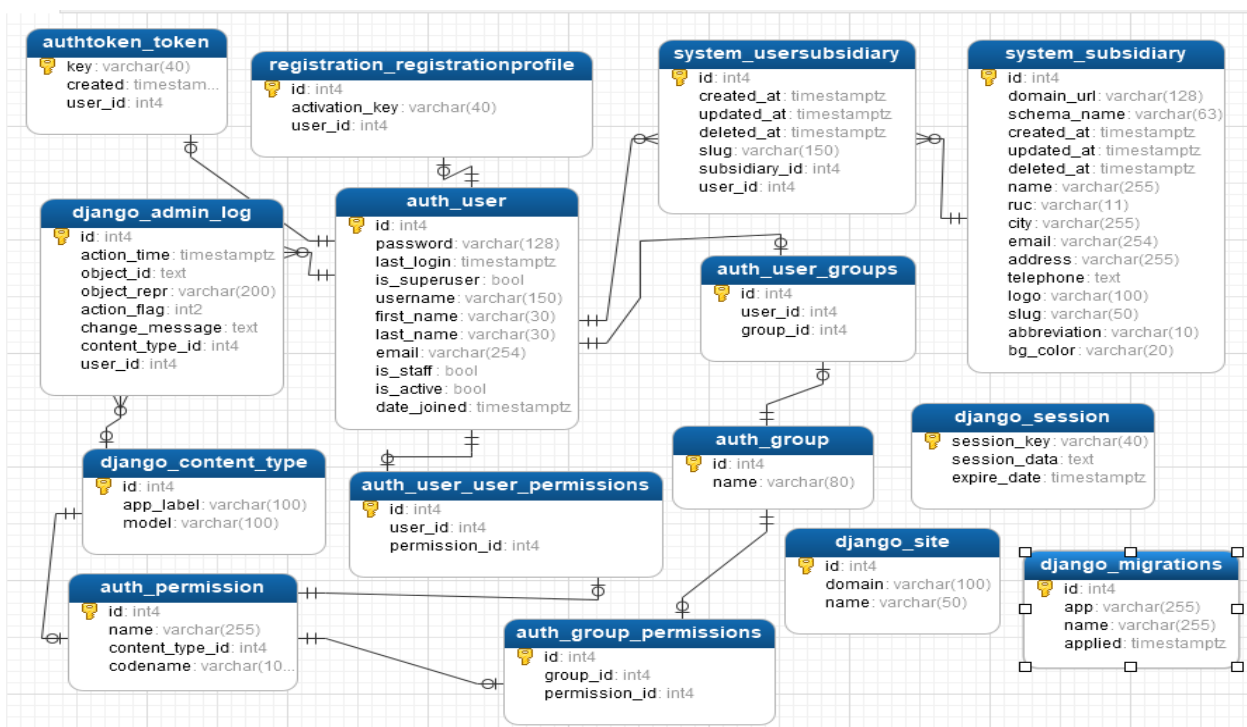 authtoken_token
key: varchar(40)
created: timestam...
user_id: int4
registration_registrationprofile
id: int4
activation_key: varchar(40)
user_id: int4
system_usersubsidiary
id: int4
created_at: timestamptz
updated_at: timestamptz
deleted_at: timestamptz
slug: varchar(150)
subsidiary_id: int4
user_id: int4
system_subsidiary
id: int4
domain_url: varchar(128)
schema_name: varchar(63)
created_at: timestamptz
updated_at: timestamptz
deleted_at: timestamptz
name: varchar(255)
ruc: varchar(11)
city: varchar(255)
email: varchar(254)
address: varchar(255)
telephone: text
logo: varchar(100)
slug: varchar(50)
abbreviation: varchar(10)
bg_color: varchar(20)
django_admin_log
id: int4
action_time: timestamptz
object_id: text
object_repr: varchar(200)
action_flag: int2
change_message: text
content_type_id: int4
user_id: int4
auth_user
id: int4
password: varchar(128)
last_login: timestamptz
is_superuser: bool
username: varchar(150)
first_name: varchar(30)
last_name: varchar(30)
email: varchar(254)
is_staff: bool
is_active: bool
date_joined: timestamptz
auth_user_groups
id: int4
user_id: int4
group_id: int4
django_content_type
id: int4
app_label: varchar(100)
model: varchar(100)
auth_user_user_permissions
id: int4
user_id: int4
permission_id: int4
auth_group
id: int4
name: varchar(80)
django_session
session_key: varchar(40)
session_data: text
expire_date: timestamptz
auth_permission
id: int4
name: varchar(255)
content_type_id: int4
codename: varchar(10...
auth_group_permissions
id: int4
group_id: int4
permission_id: int4
django_site
id: int4
domain: varchar(100)
name: varchar(50)
django_migrations
id: int4
app: varchar(255)
name: varchar(255)
applied: timestamptz